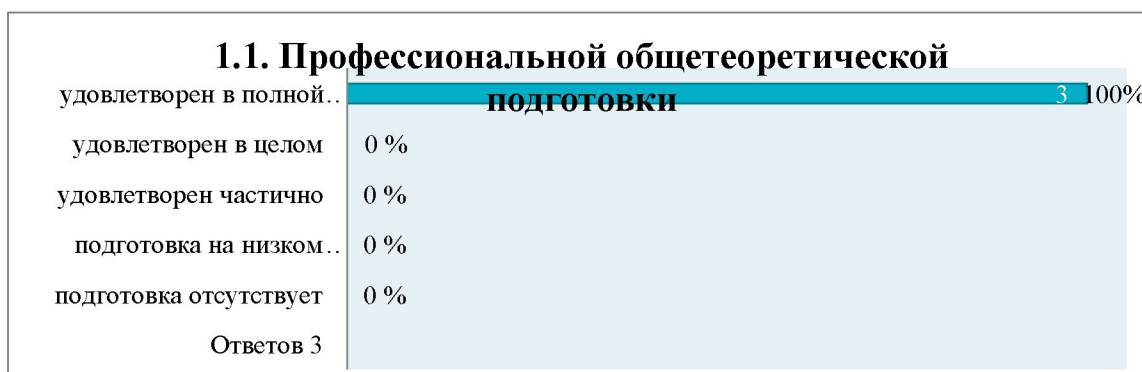 1.1. Профессиональной общетеоретической
подготовки
удовлетворен в полной.. 3 100%
удовлетворен в целом 0 %
удовлетворен частично 0 %
подготовка на низком.. 0 %
подготовка отсутствует 0 %
Ответов 3